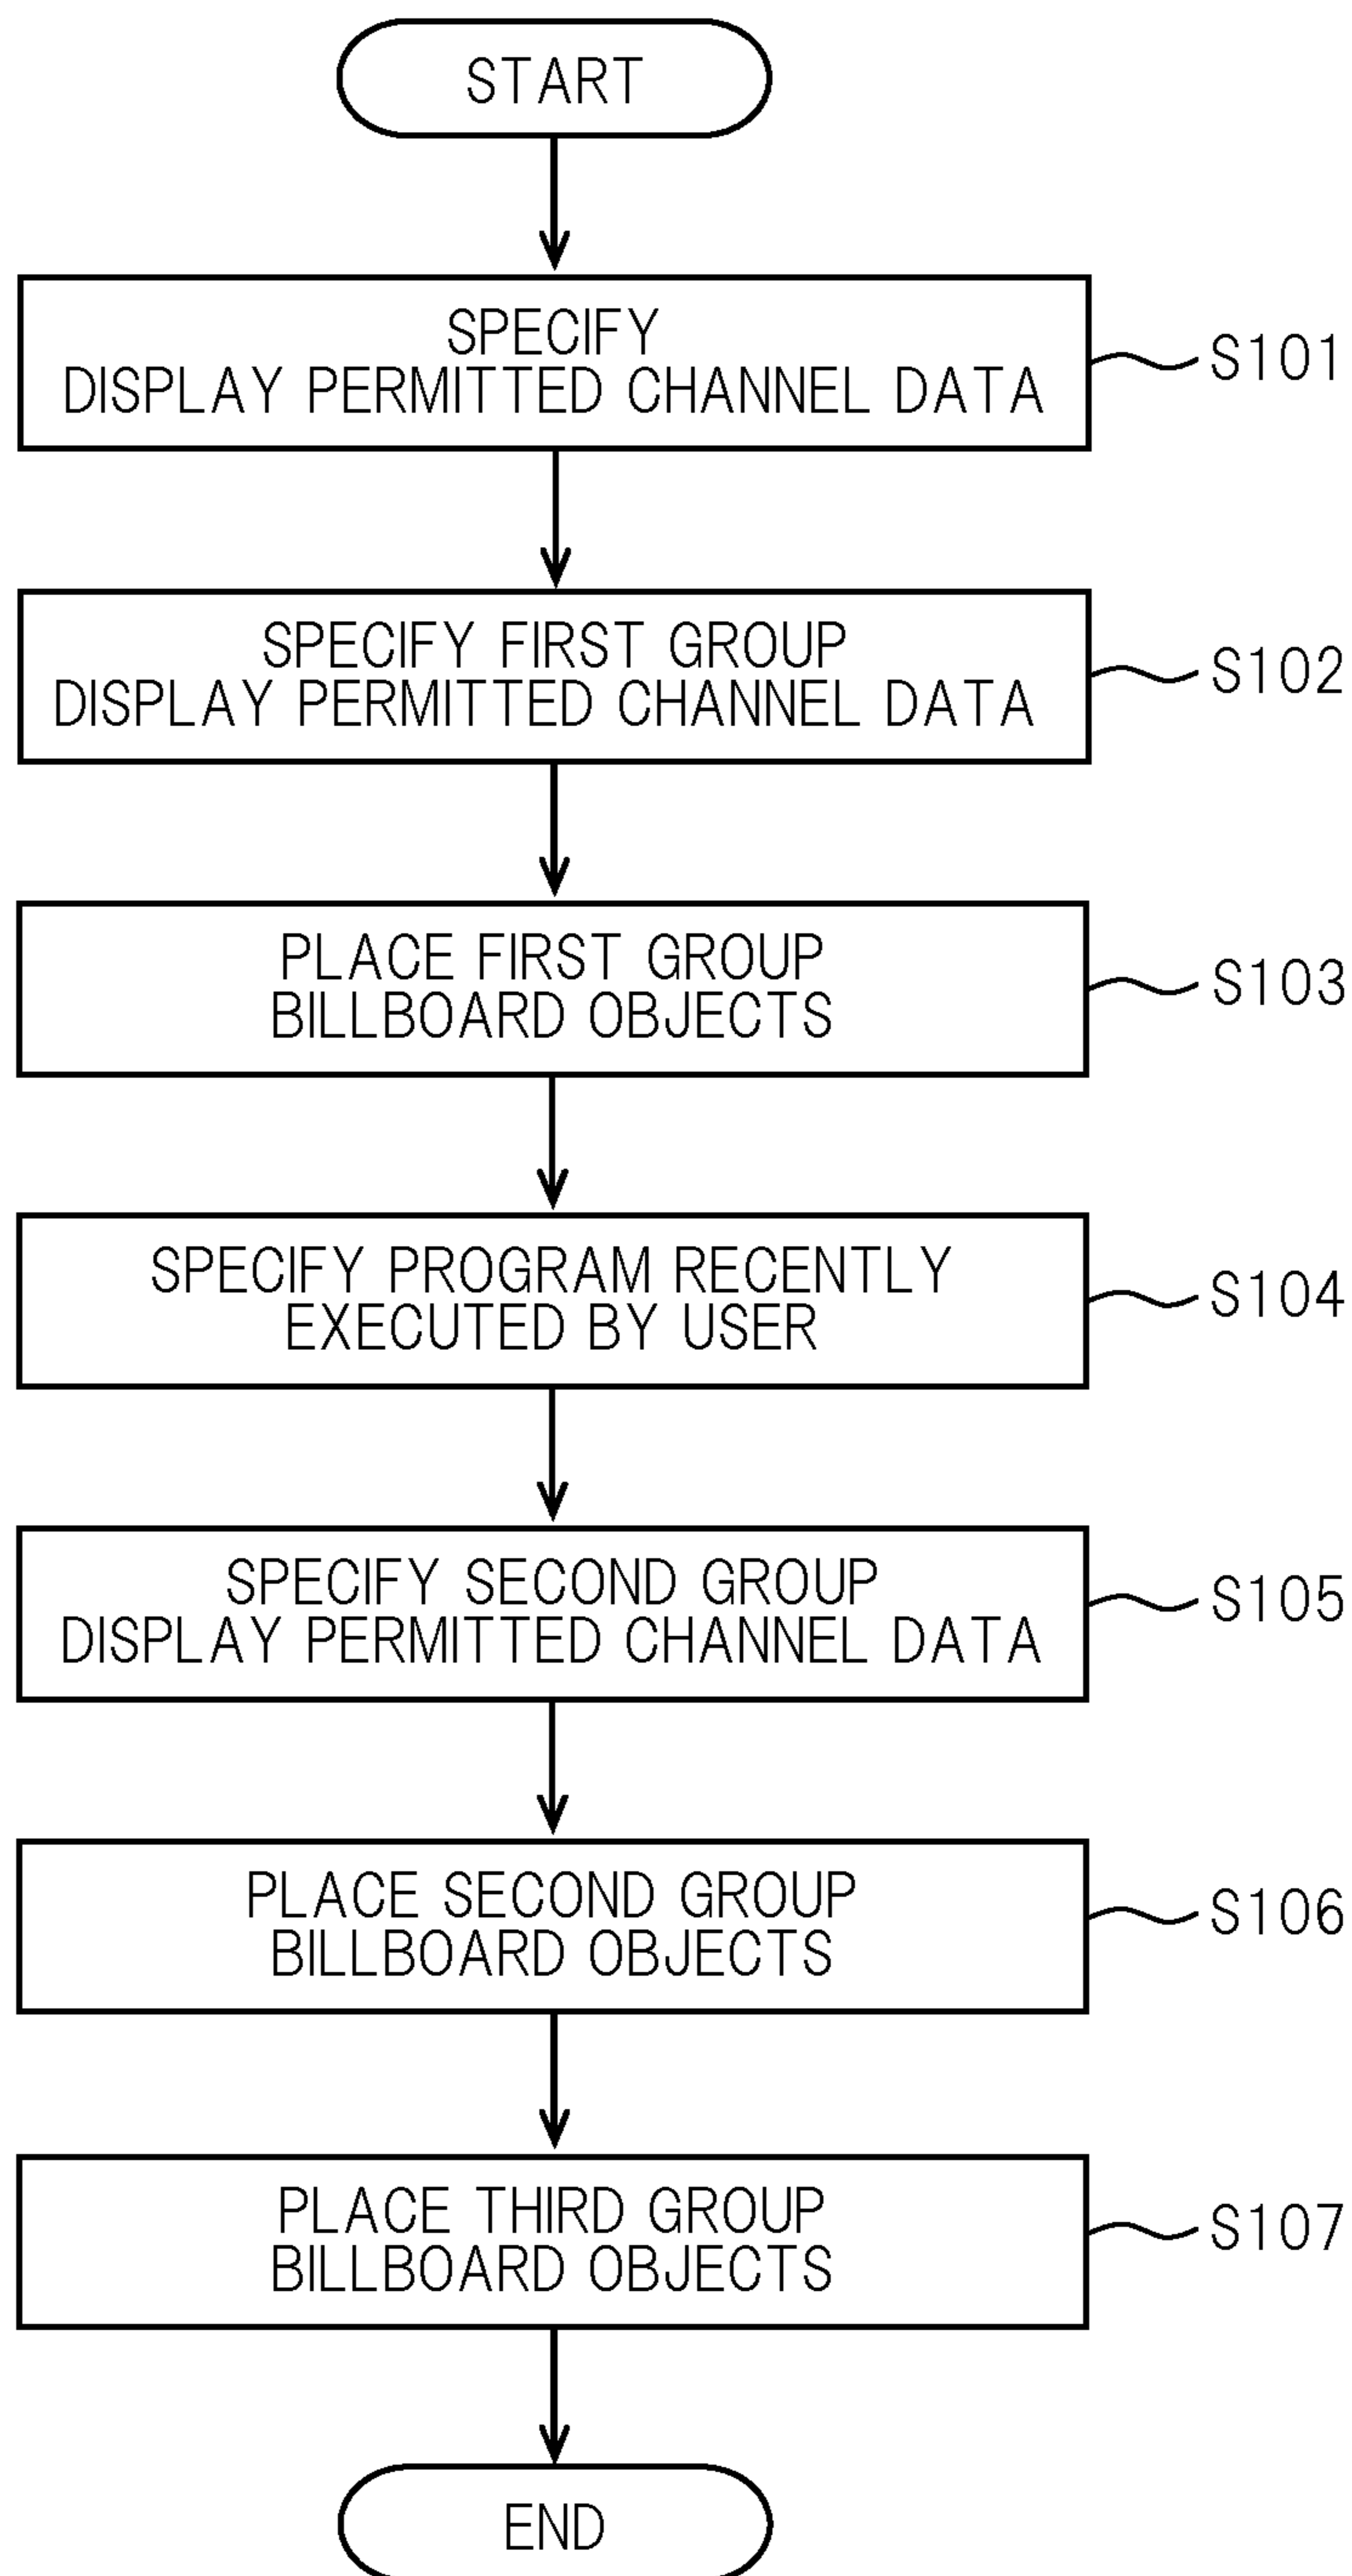 START
SPECIFY
DISPLAY PERMITTED CHANNEL DATA
S101
SPECIFY FIRST GROUP
DISPLAY PERMITTED CHANNEL DATA
S102
PLACE FIRST GROUP
BILLBOARD OBJECTS
S103
SPECIFY PROGRAM RECENTLY
EXECUTED BY USER
S104
SPECIFY SECOND GROUP
DISPLAY PERMITTED CHANNEL DATA
S105
PLACE SECOND GROUP
BILLBOARD OBJECTS
S106
PLACE THIRD GROUP
BILLBOARD OBJECTS
S107
END